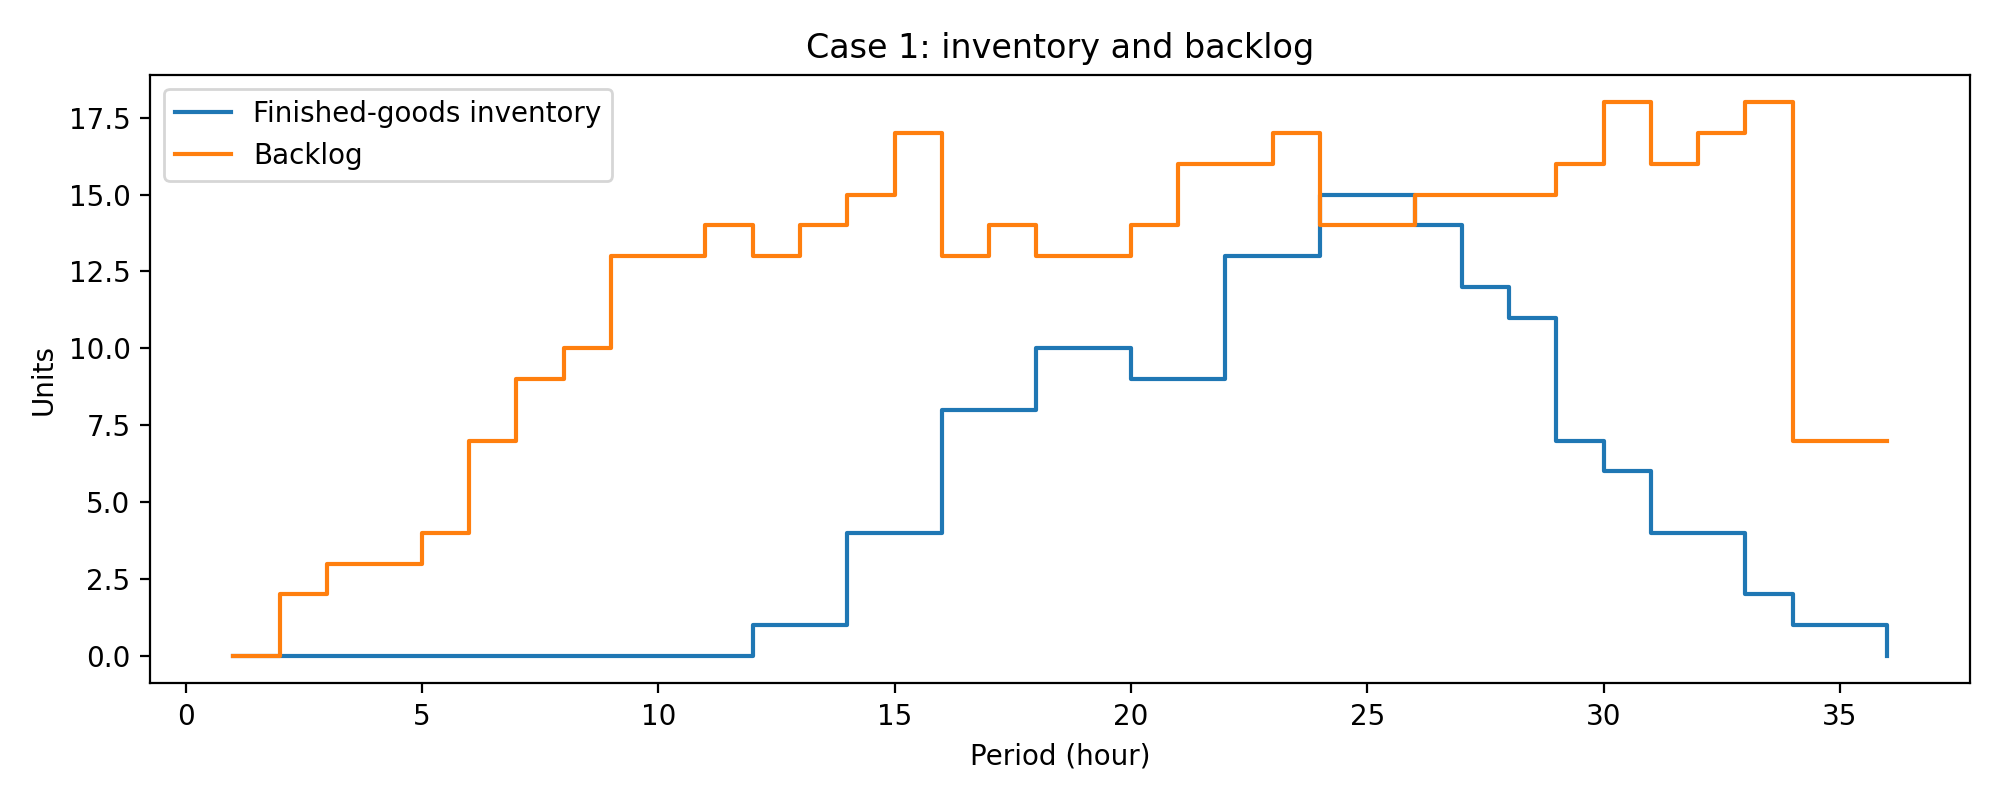 Case 1: inventory and backlog
Finished-goods inventory
Backlog
Units
17.5
15.0
12.5
10.0
7.5
5.0
2.5
0.0
0 5 10 15 20 25 30 35
Period (hour)